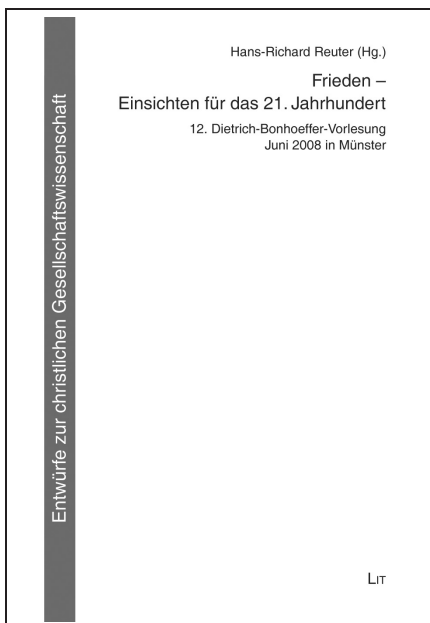 Hans-Richard Reuter (Hg.)
Frieden –
Einsichten für das 21. Jahrhundert
12. Dietrich-Bonhoeffer-Vorlesung
Juni 2008 in Münster
Entwürfe zur christlichen Gesellschaftswissenschaft
LIT